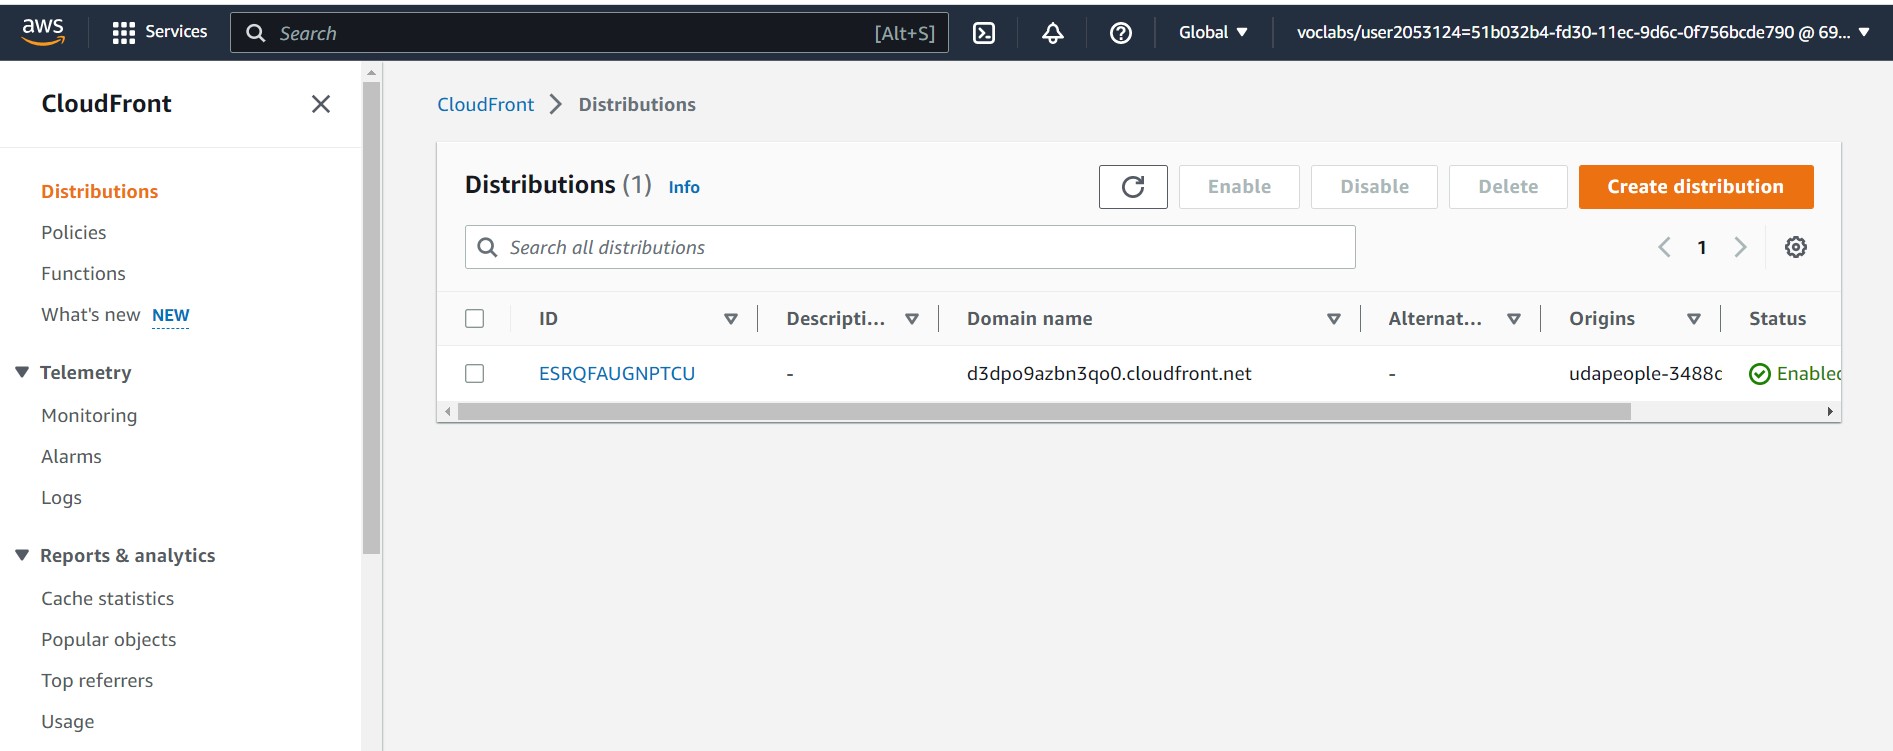 aws Services Search [Alt+S] Global voclabs/user2053124=51b032b4-fd30-11ec-9d6c-0f756bcde790 @ 69...
CloudFront
Distributions
Policies
Functions
What's new NEW
Telemetry
Monitoring
Alarms
Logs
Reports & analytics
Cache statistics
Popular objects
Top referrers
Usage
CloudFront Distributions
Distributions (1) Info Enable Disable Delete Create distribution
Search all distributions 1
ID Descripti... Domain name Alternat... Origins Status
ESRQFAUGNPTCU - d3dpo9azbn3qo0.cloudfront.net - udapeople-3488c Enabled